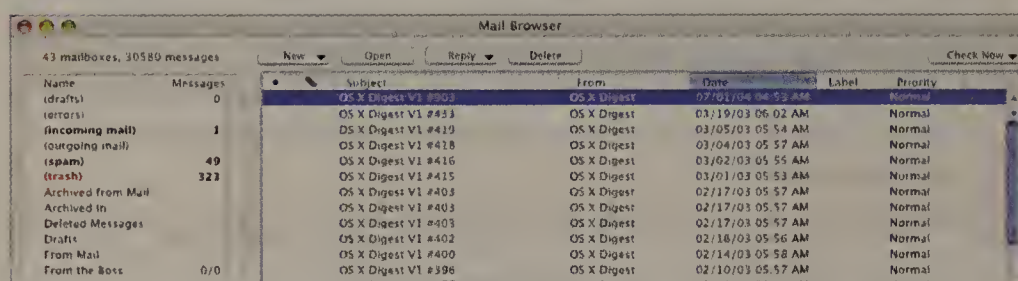 Mail Browser
43 mailboxes, 30580 messages New Open Reply Delete Check Now
Name Messages Subject From Date Label Priority
(drafts) 0 OS X Digest V1 #903 OS X Digest 07/01/04 04:53 AM Normal
(errors) OS X Digest V1 #433 OS X Digest 03/19/03 06:02 AM Normal
(incoming mail) 1 OS X Digest V1 #419 OS X Digest 03/05/03 05:54 AM Normal
(outgoing mail) OS X Digest V1 #418 OS X Digest 03/04/03 05:57 AM Normal
(spam) 49 OS X Digest V1 #416 OS X Digest 03/02/03 05:55 AM Normal
(trash) 323 OS X Digest V1 #415 OS X Digest 03/01/03 05:53 AM Normal
Archived from Mail OS X Digest V1 #403 OS X Digest 02/17/03 05:57 AM Normal
Archived In OS X Digest V1 #403 OS X Digest 02/17/03 05:57 AM Normal
Deleted Messages OS X Digest V1 #403 OS X Digest 02/17/03 05:57 AM Normal
Drafts OS X Digest V1 #402 OS X Digest 02/16/03 05:56 AM Normal
From Mail OS X Digest V1 #400 OS X Digest 02/14/03 05:58 AM Normal
From the Boss 0/0 OS X Digest V1 #396 OS X Digest 02/10/03 05:57 AM Normal